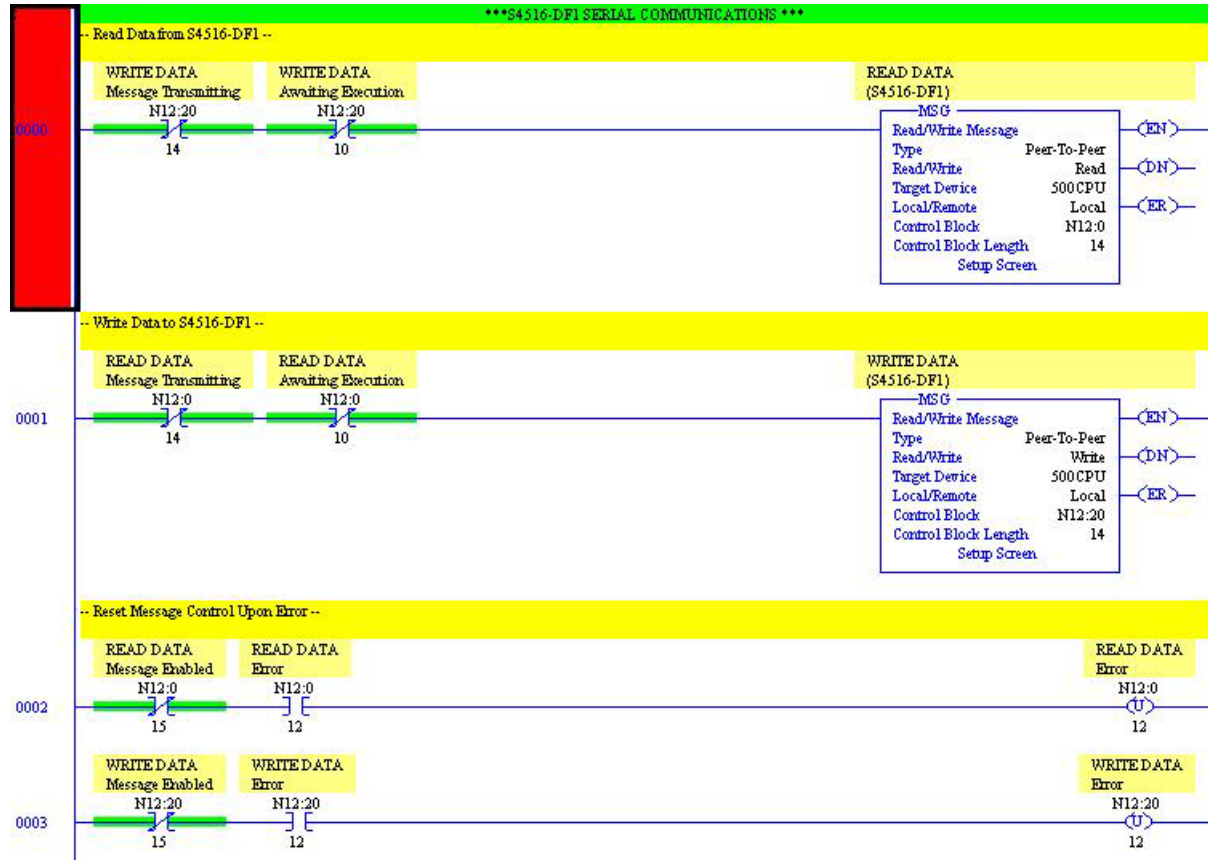 ***S4516-DF1 SERIAL COMMUNICATIONS ***
-- Read Data from S4516-DF1 --
WRITE DATA WRITE DATA READ DATA
Message Transmitting Awaiting Execution (S4516-DF1)
N12:20 N12:20 MSG
0000 Read/Write Message EN
14 10 Type Peer-To-Peer
Read/Write Read DN
Target Device 500CPU
Local/Remote Local ER
Control Block N12:0
Control Block Length 14
Setup Screen
-- Write Data to S4516-DF1 --
READ DATA READ DATA WRITE DATA
Message Transmitting Awaiting Execution (S4516-DF1)
N12:0 N12:0 MSG
0001 Read/Write Message EN
14 10 Type Peer-To-Peer
Read/Write Write DN
Target Device 500CPU
Local/Remote Local ER
Control Block N12:20
Control Block Length 14
Setup Screen
-- Reset Message Control Upon Error --
READ DATA READ DATA READ DATA
Message Enabled Error Error
N12:0 N12:0 N12:0
0002 U
15 12 12
WRITE DATA WRITE DATA WRITE DATA
Message Enabled Error Error
N12:20 N12:20 N12:20
0003 U
15 12 12